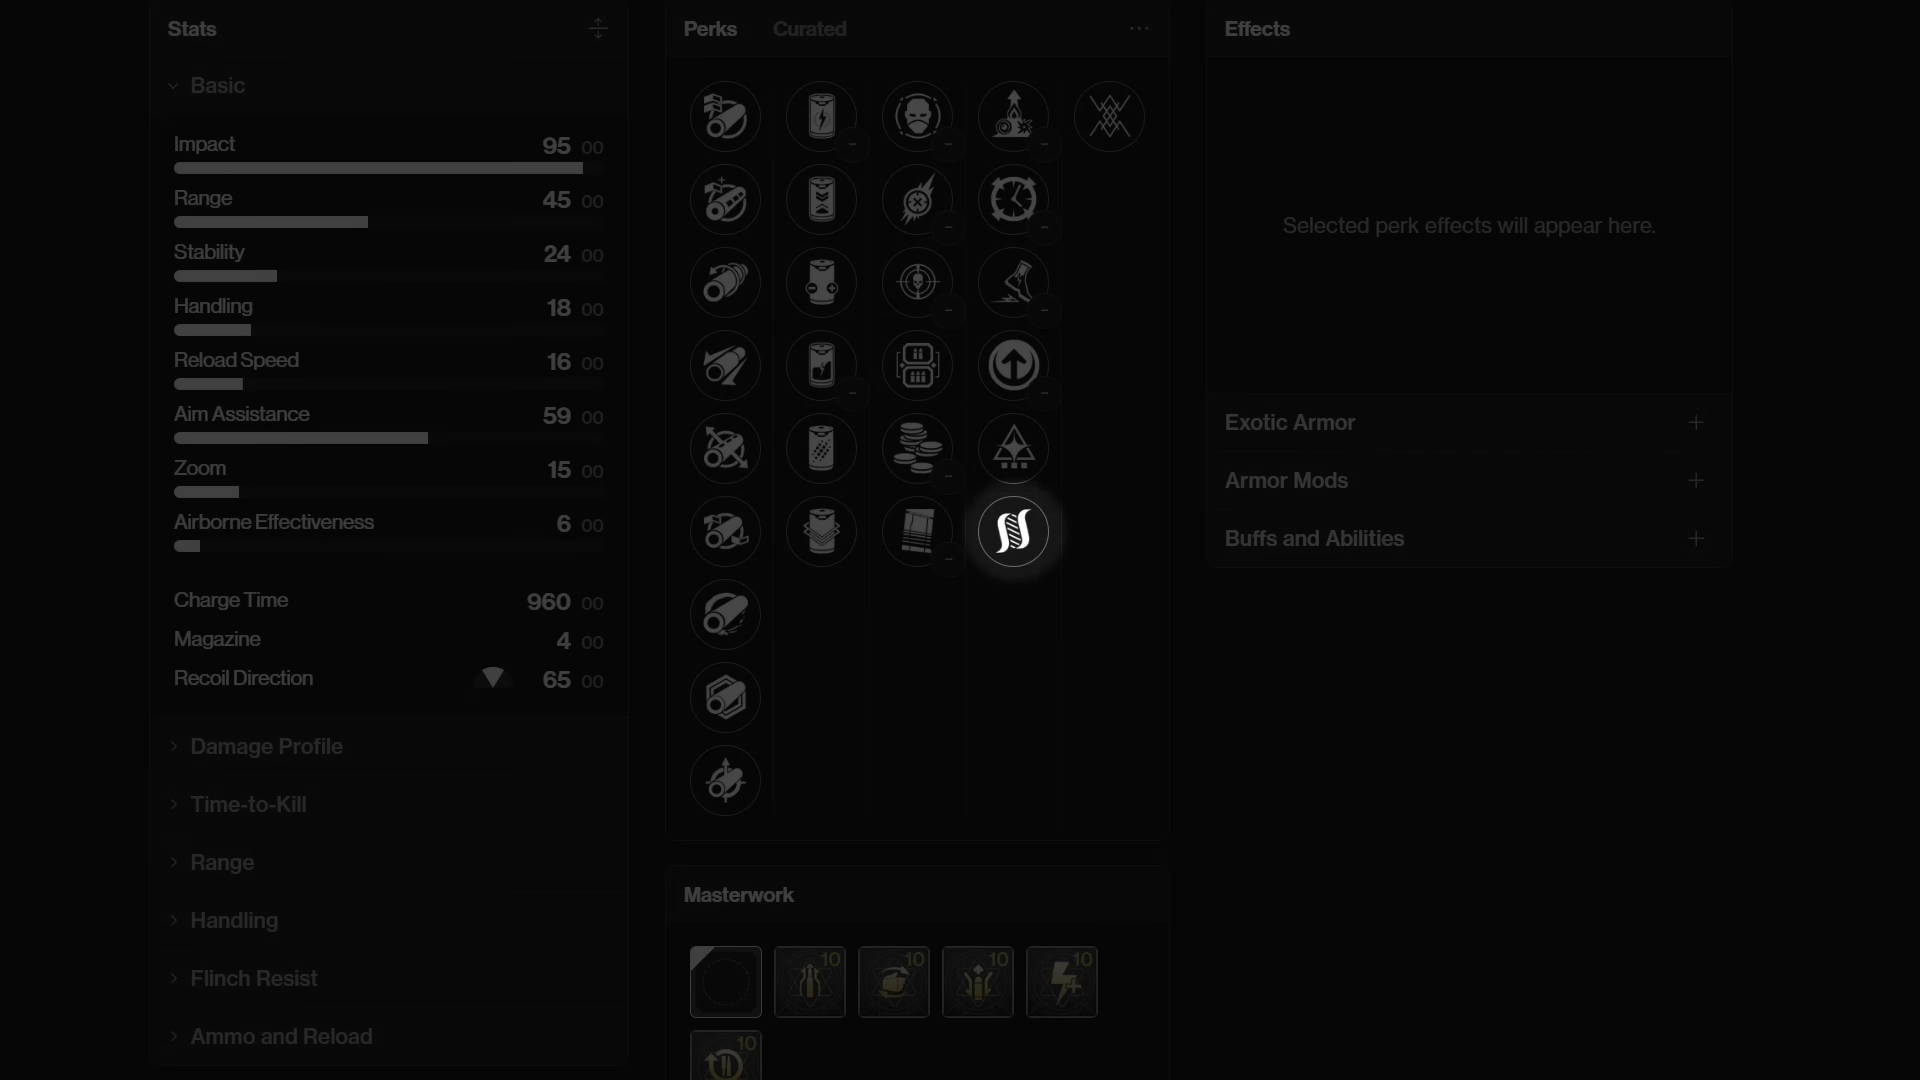 Stats
Basic
Impact 95 00
Range 45 00
Stability 24 00
Handling 18 00
Reload Speed 16 00
Aim Assistance 59 00
Zoom 15 00
Airborne Effectiveness 6 00
Charge Time 960 00
Magazine 4 00
Recoil Direction 65 00
Damage Profile
Time-to-Kill
Range
Handling
Flinch Resist
Ammo and Reload
Perks Curated
Masterwork
10 10 10 10
10
Effects
Selected perk effects will appear here.
Exotic Armor
Armor Mods
Buffs and Abilities